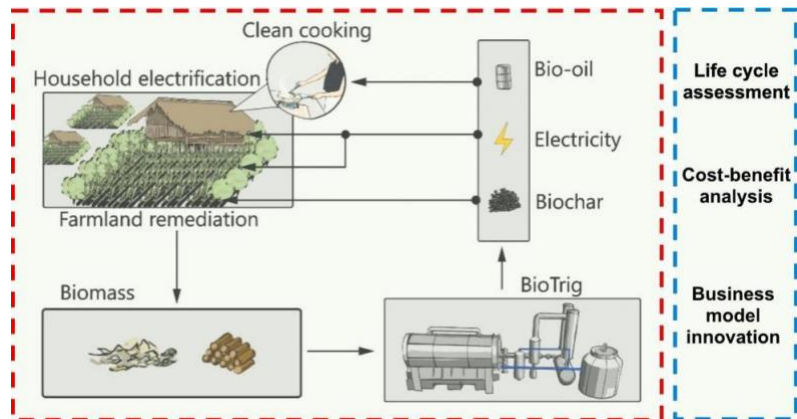 Clean cooking
Household electrification
Farmland remediation
Bio-oil
Electricity
Biochar
Biomass
BioTrig
Life cycle
assessment
Cost-benefit
analysis
Business
model
innovation